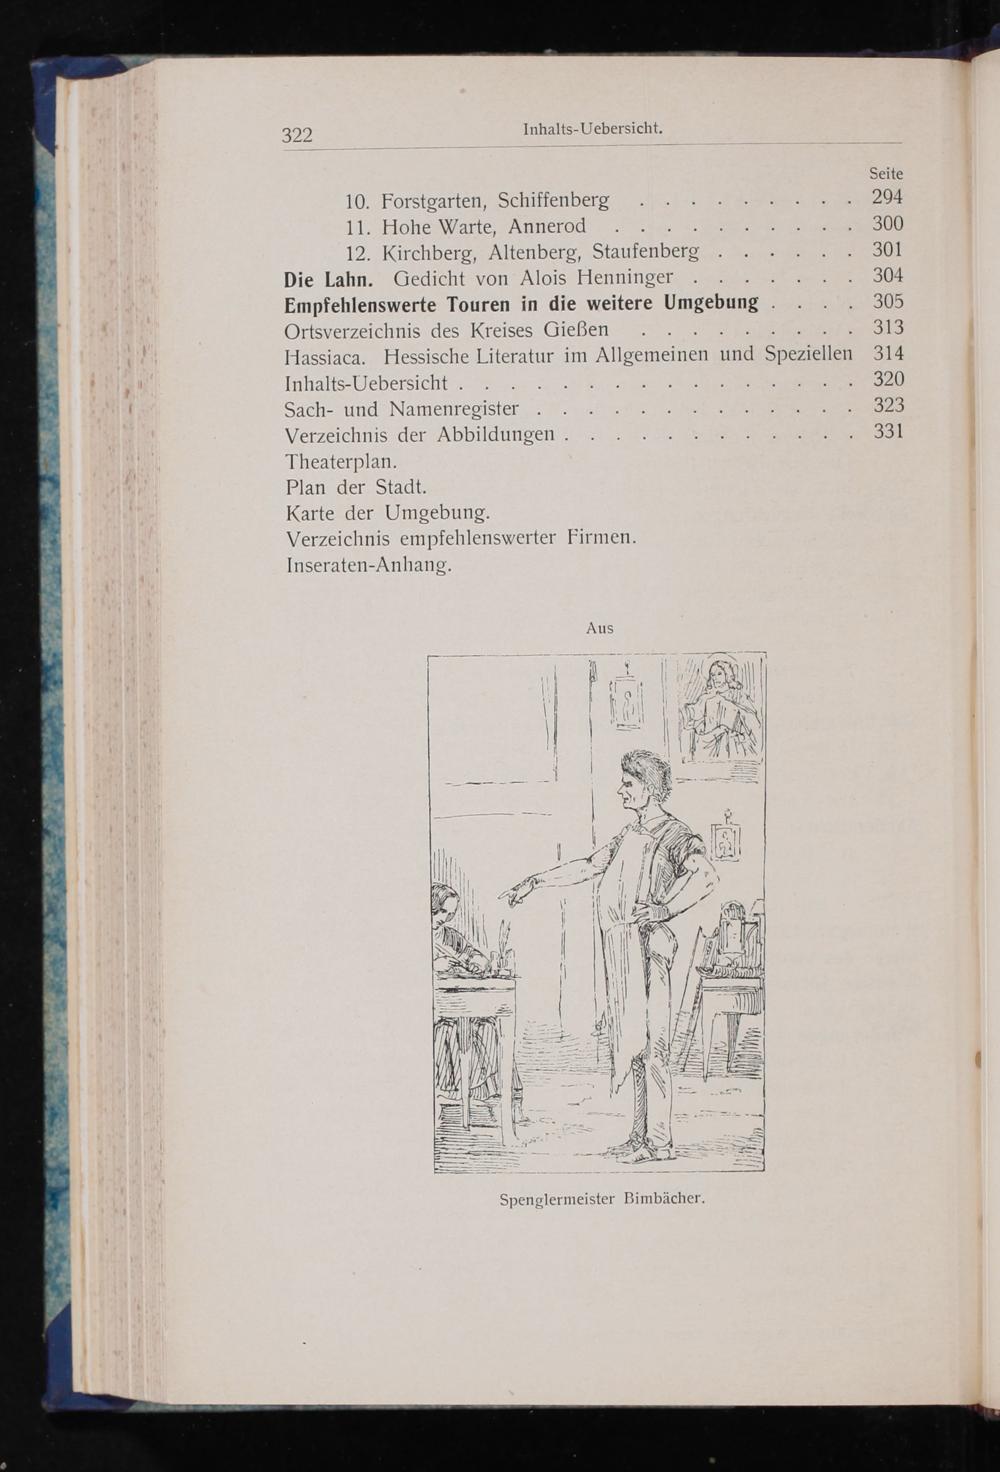 322
Inhalts-Uebersicht.
Seite
10. Forstgarten, Schiffenberg . . . . . . . . . 294
11. Hohe Warte, Annerod . . . . . . . . . . 300
12. Kirchberg, Altenberg, Staufenberg . . . . . . 301
Die Lahn. Gedicht von Alois Henninger . . . . . . . 304
Empfehlenswerte Touren in die weitere Umgebung . . . . 305
Ortsverzeichnis des Kreises Gießen . . . . . . . . . 313
Hassiaca. Hessische Literatur im Allgemeinen und Speziellen 314
Inhalts-Uebersicht . . . . . . . . . . . . . . . . 320
Sach- und Namenregister . . . . . . . . . . . . . 323
Verzeichnis der Abbildungen . . . . . . . . . . . . 331
Theaterplan.
Plan der Stadt.
Karte der Umgebung.
Verzeichnis empfehlenswerter Firmen.
Inseraten-Anhang.
Aus
Spenglermeister Bimbächer.